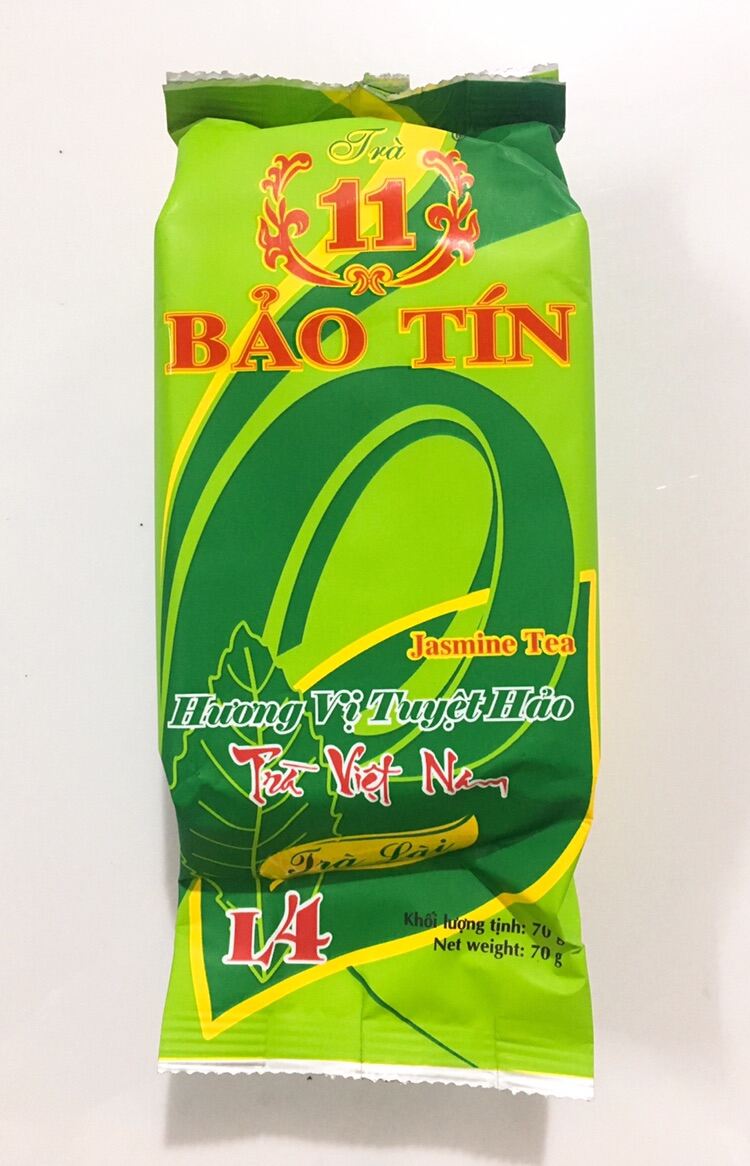 Trà
11
BẢO TÍN
Jasmine Tea
Hương Vị Tuyệt Hảo
Trà Việt Nam
Trà Lài
L4
Khối lượng tịnh: 70 g
Net weight: 70 g